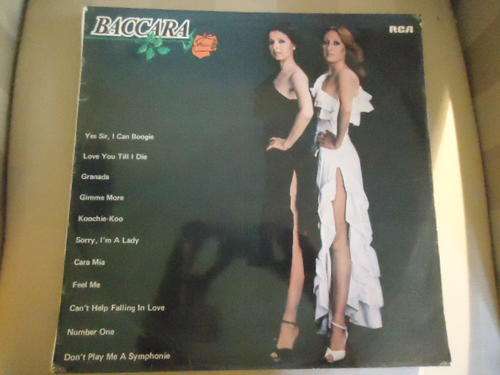 BACCARA
RCA
Yes Sir, I Can Boogie
Love You Till I Die
Granada
Gimme More
Koochie-Koo
Sorry, I'm A Lady
Cara Mia
Feel Me
Can't Help Falling In Love
Number One
Don't Play Me A Symphonie